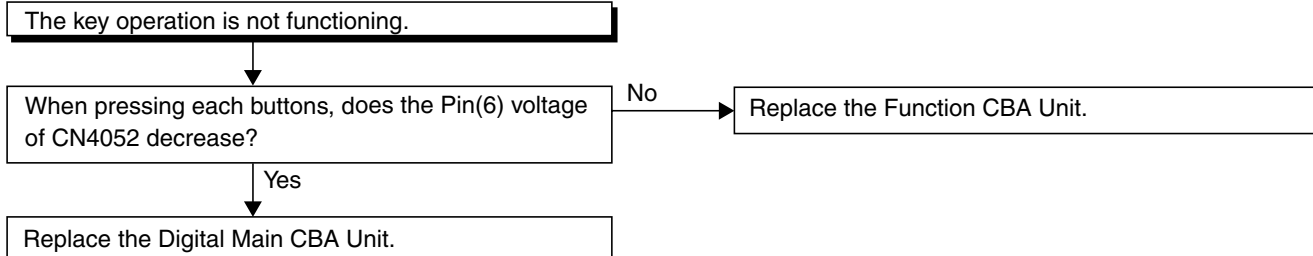 The key operation is not functioning.
When pressing each buttons, does the Pin(6) voltage
of CN4052 decrease?
No
Replace the Function CBA Unit.
Yes
Replace the Digital Main CBA Unit.